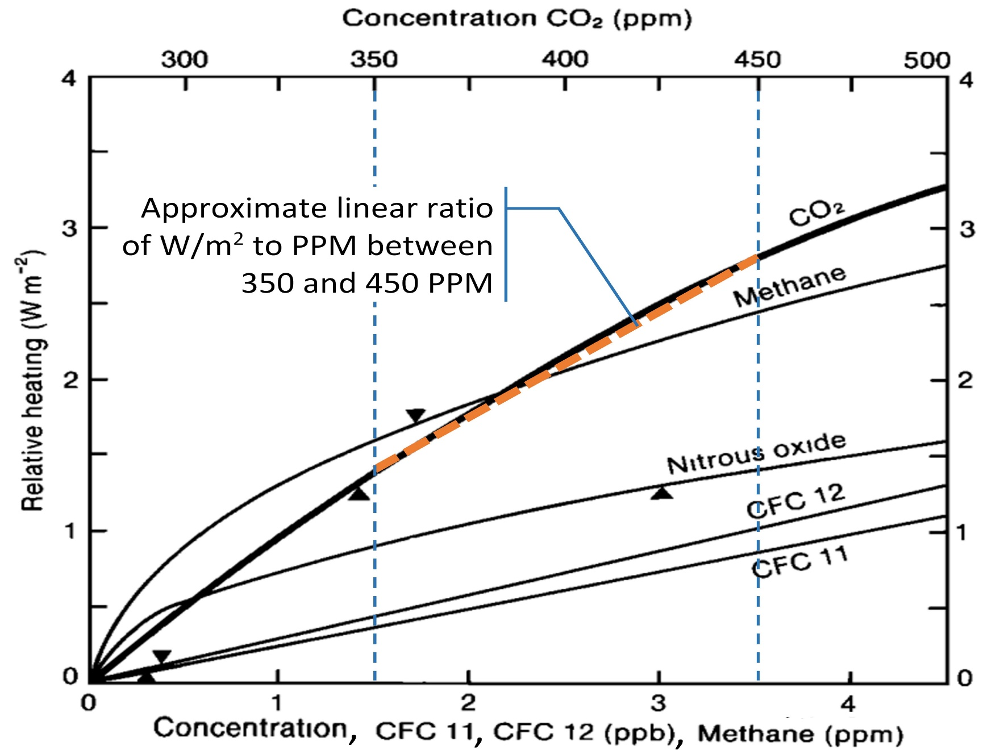 Concentration CO₂ (ppm)
300 350 400 450 500
4 4
Approximate linear ratio
of W/m² to PPM between
350 and 450 PPM
CO₂
3 3
Methane
Relative heating (W m⁻²)
2 2
Nitrous oxide
CFC 12
1 1
CFC 11
0 0
0 1 2 3 4
Concentration, CFC 11, CFC 12 (ppb), Methane (ppm)